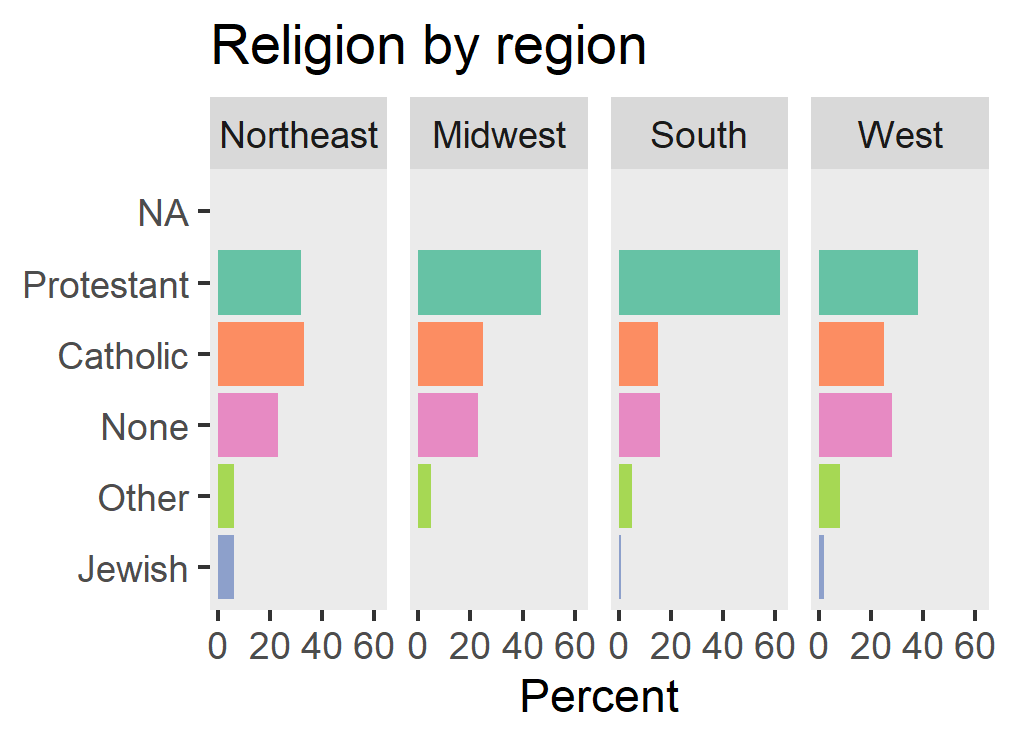 Religion by region
Northeast Midwest South West
NA
Protestant
Catholic
None
Other
Jewish
0 20 40 60 0 20 40 60 0 20 40 60 0 20 40 60
Percent